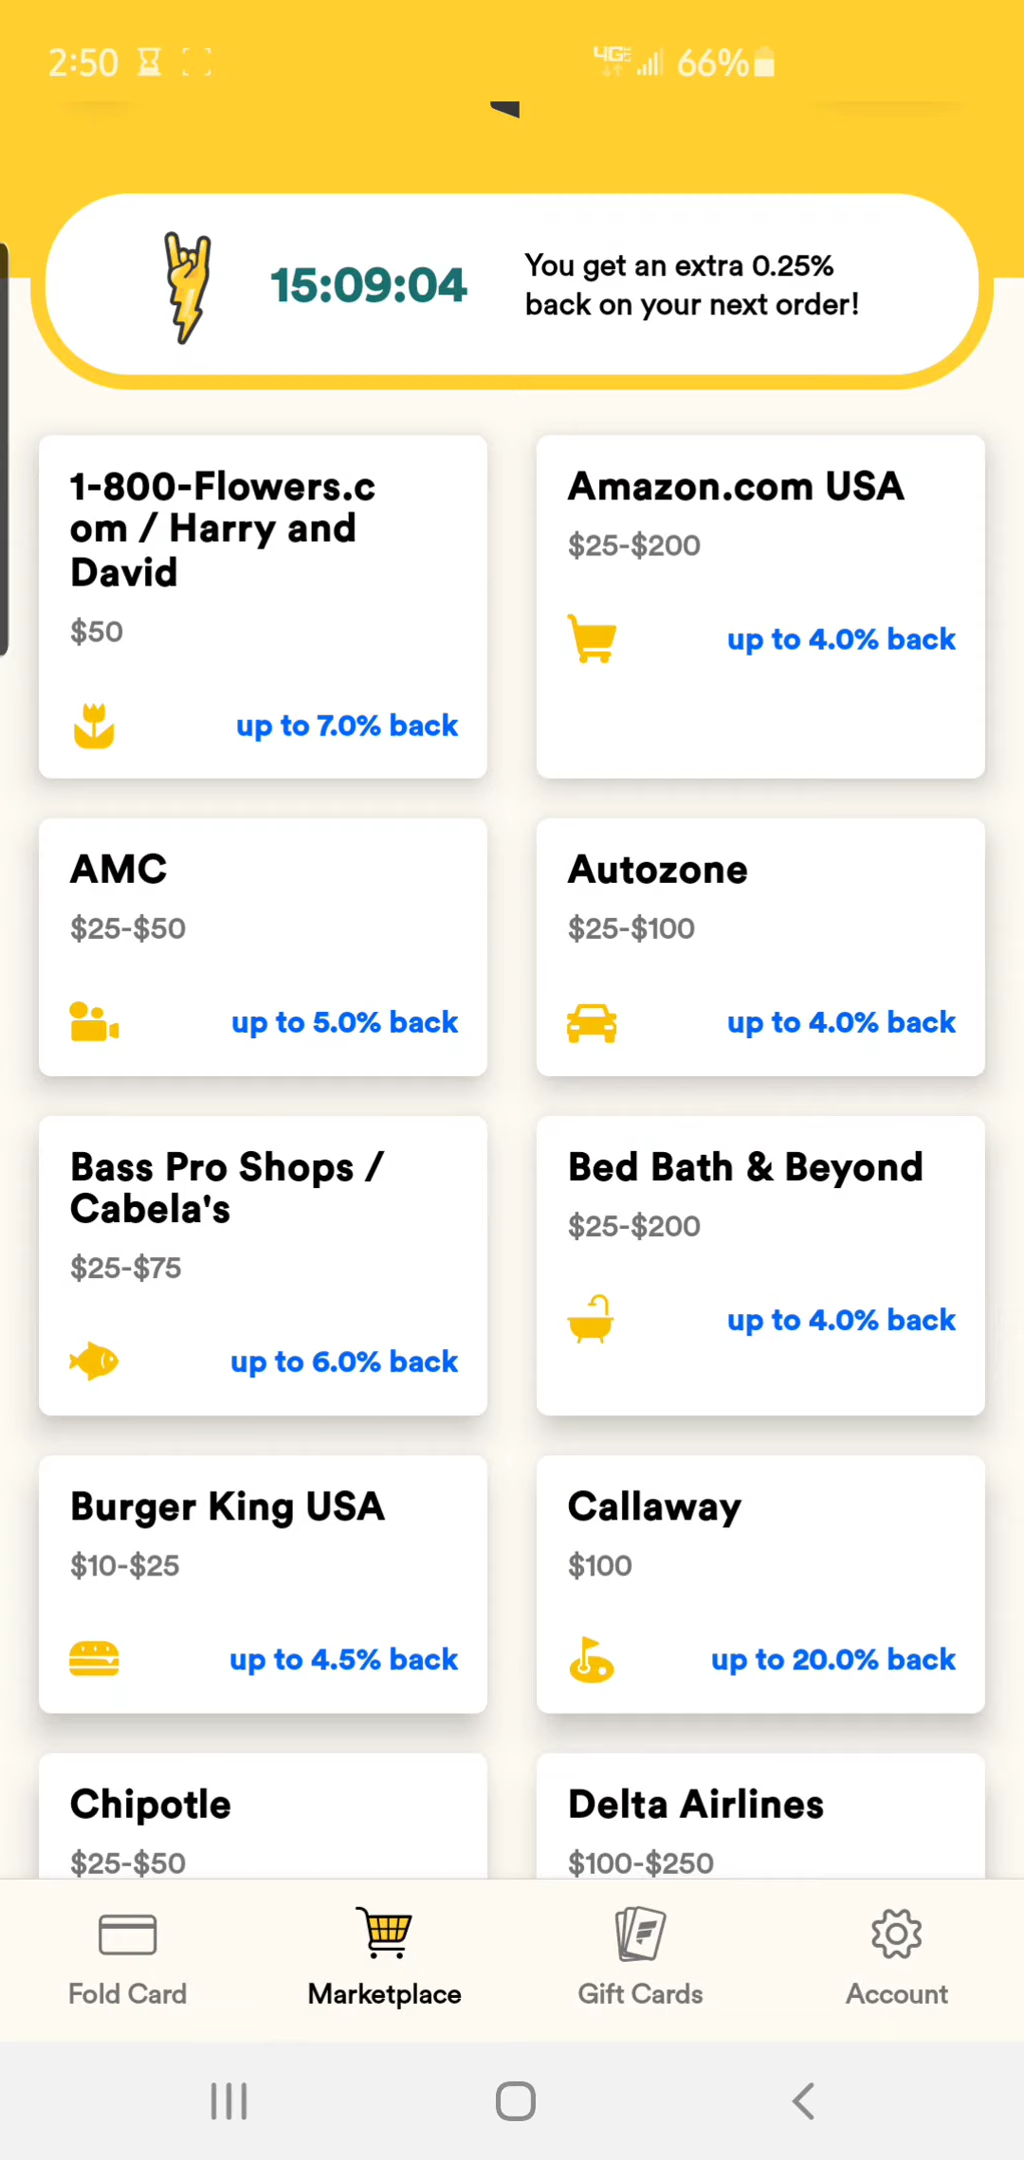 2:50
4GE 66%
15:09:04
You get an extra 0.25%
back on your next order!
1-800-Flowers.c
om / Harry and
David
$50
up to 7.0% back
Amazon.com USA
$25-$200
up to 4.0% back
AMC
$25-$50
up to 5.0% back
Autozone
$25-$100
up to 4.0% back
Bass Pro Shops /
Cabela's
$25-$75
up to 6.0% back
Bed Bath & Beyond
$25-$200
up to 4.0% back
Burger King USA
$10-$25
up to 4.5% back
Callaway
$100
up to 20.0% back
Chipotle
$25-$50
Delta Airlines
$100-$250
Fold Card
Marketplace
Gift Cards
Account